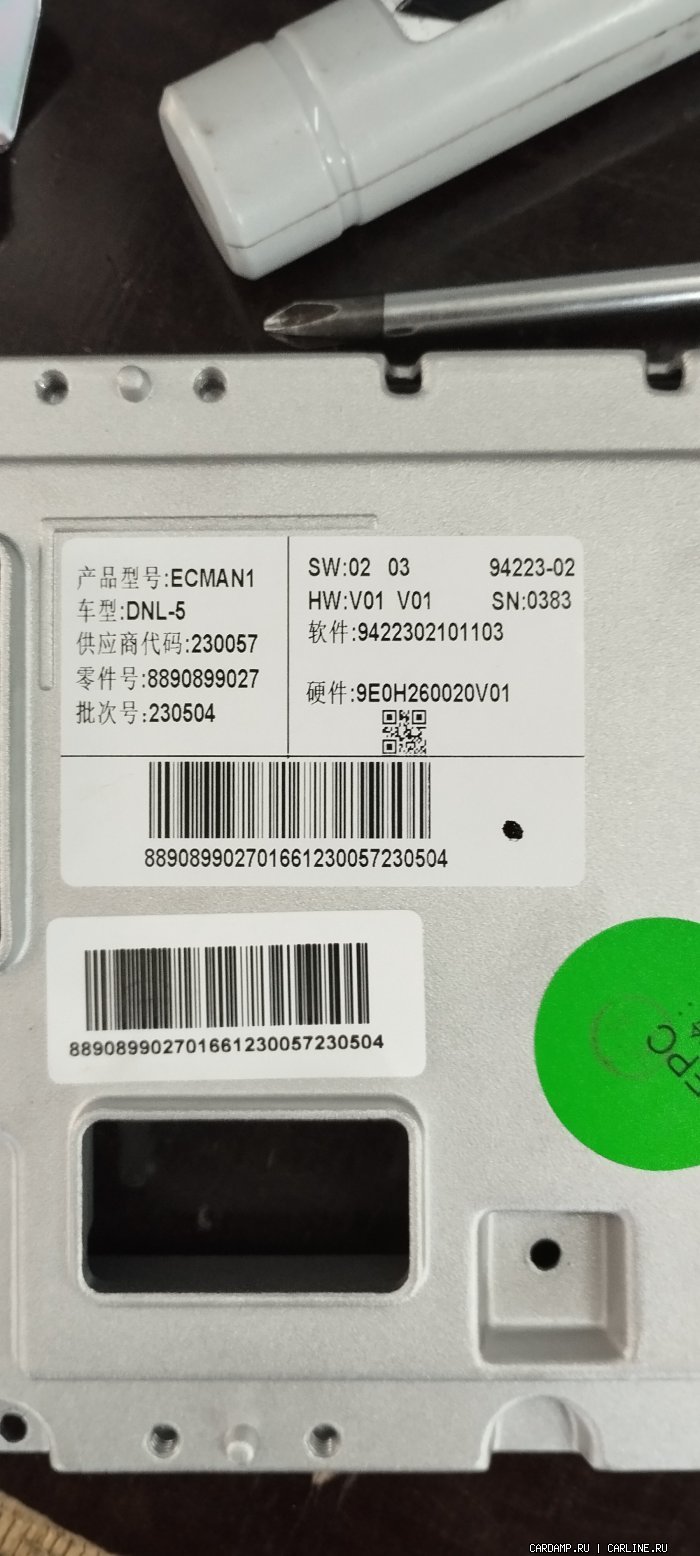 产品型号:ECMAN1
车型:DNL-5
供应商代码:230057
零件号:8890899027
批次号:230504
SW:02 03 94223-02
HW:V01 V01 SN:0383
软件:9422302101103
硬件:9E0H260020V01
889089902701661230057230504
889089902701661230057230504
EPC
CARDAMP.RU | CARLINE.RU